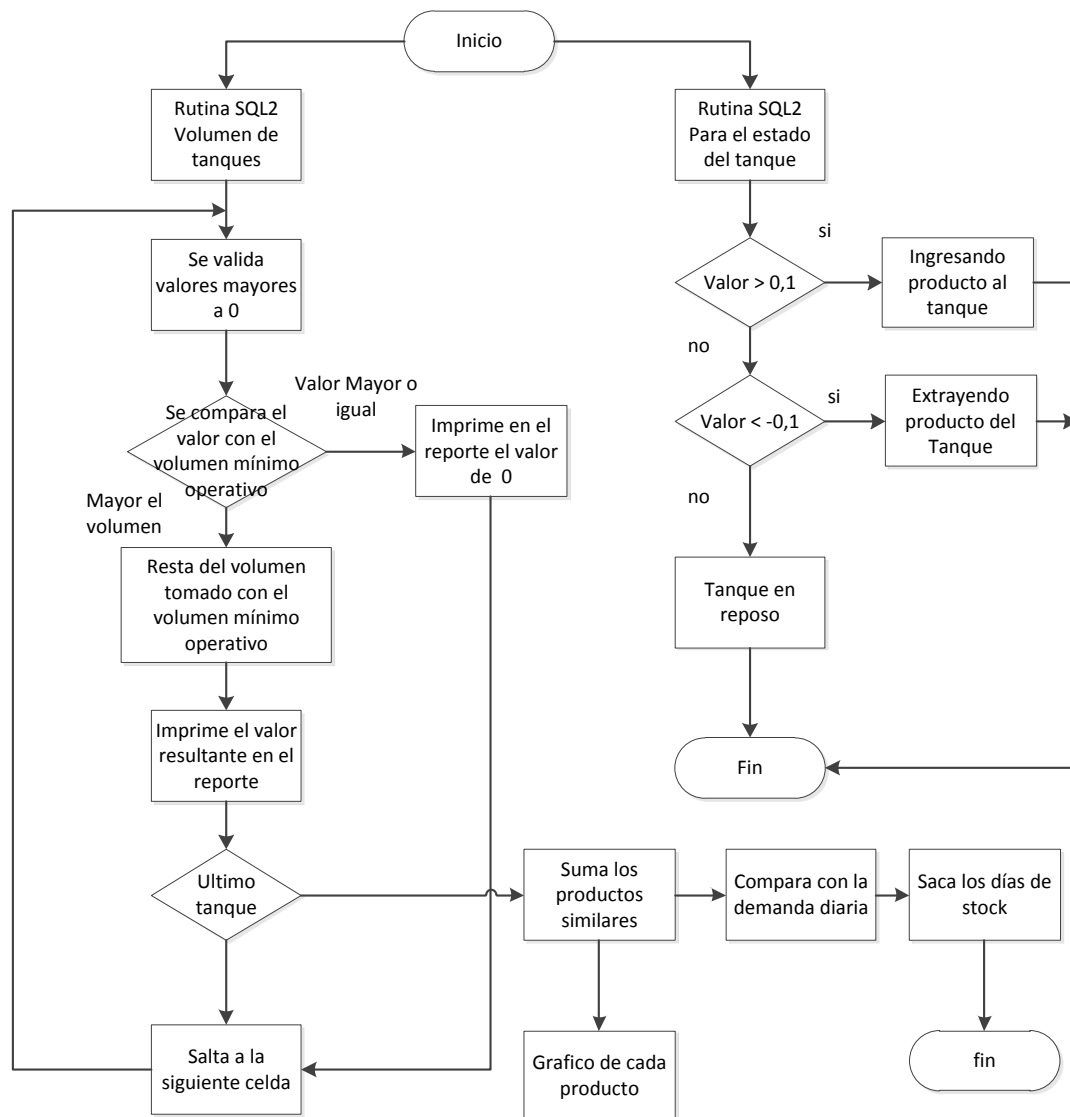 Inicio
Rutina SQL2
Volumen de
tanques
Se valida
valores mayores
a 0
Se compara el
valor con el
volumen mínimo
operativo
Valor Mayor o
igual
Imprime en el
reporte el valor
de 0
Mayor el
volumen
Resta del volumen
tomado con el
volumen mínimo
operativo
Imprime el valor
resultante en el
reporte
Ultimo
tanque
Salta a la
siguiente celda
Rutina SQL2
Para el estado
del tanque
Valor > 0,1
si
Ingresando
producto al
tanque
no
Valor < -0,1
si
Extrayendo
producto del
Tanque
no
Tanque en
reposo
Fin
Suma los
productos
similares
Compara con la
demanda diaria
Saca los días de
stock
Grafico de cada
producto
fin